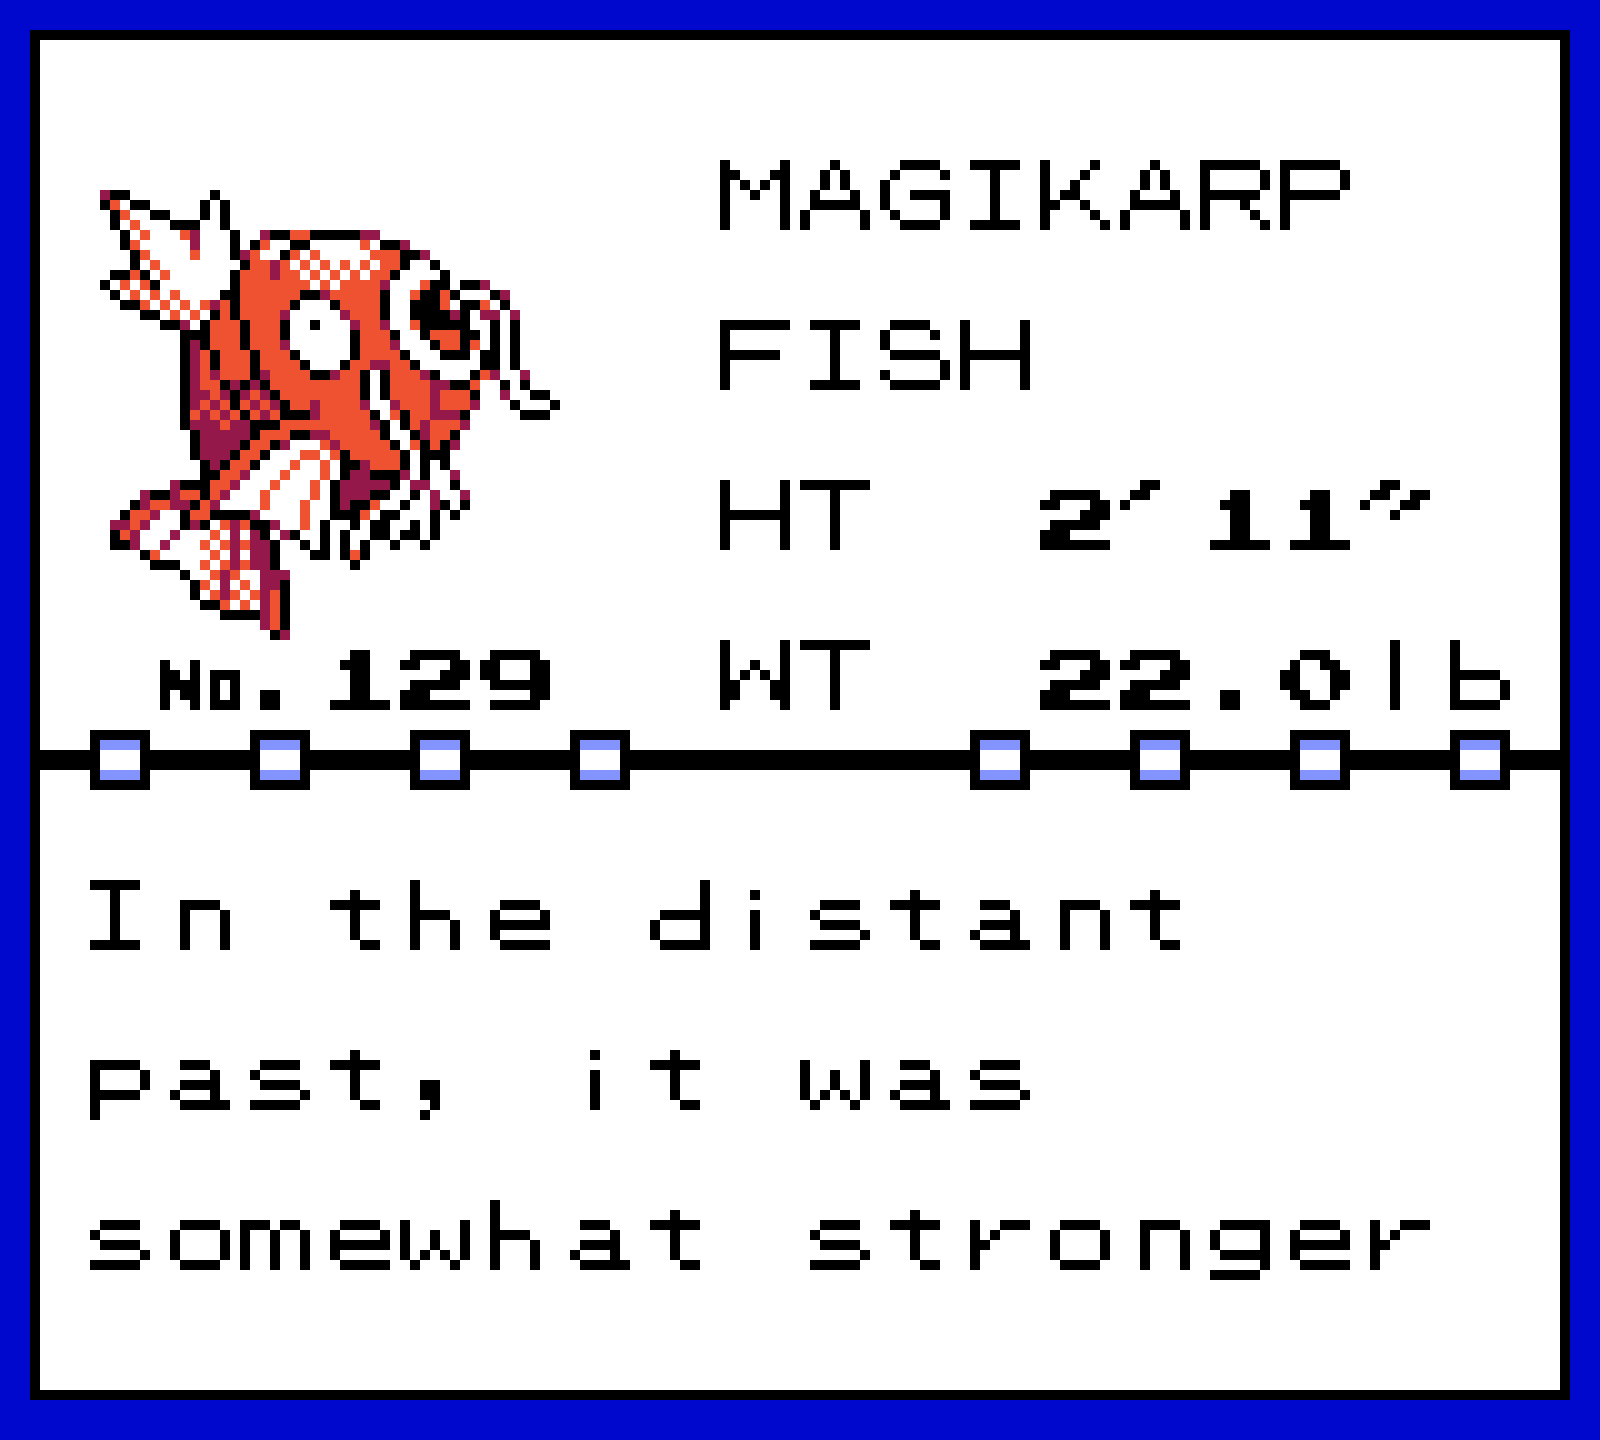 MAGIKARP
FISH
HT 2′11″
WT 22.0lb
No.129
In the distant
past, it was
somewhat stronger